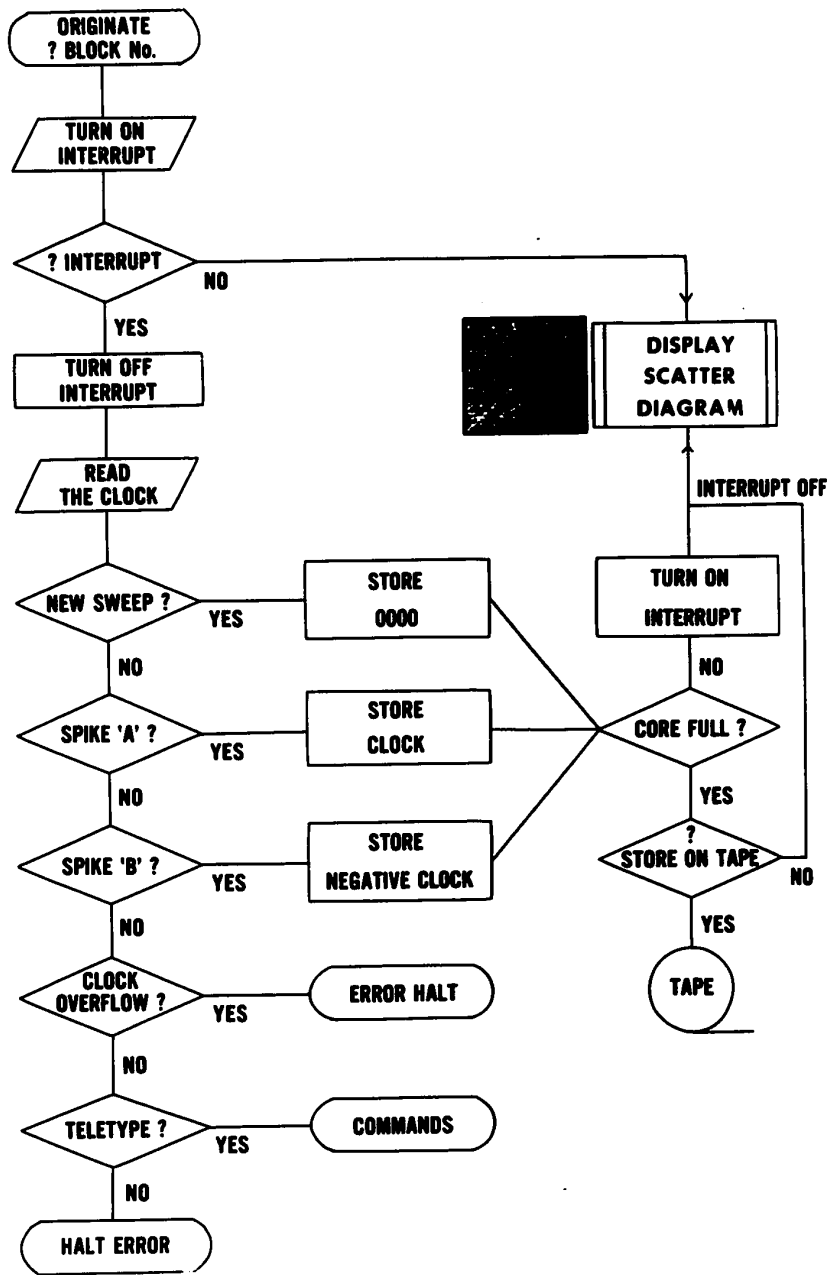 ORIGINATE
? BLOCK No.
TURN ON
INTERRUPT
? INTERRUPT
NO
YES
TURN OFF
INTERRUPT
DISPLAY
SCATTER
DIAGRAM
READ
THE CLOCK
INTERRUPT OFF
NEW SWEEP ?
YES
STORE
0000
TURN ON
INTERRUPT
NO
NO
SPIKE 'A' ?
YES
STORE
CLOCK
CORE FULL ?
NO
YES
SPIKE 'B' ?
YES
STORE
NEGATIVE CLOCK
?
STORE ON TAPE
NO
NO
YES
CLOCK
OVERFLOW ?
YES
ERROR HALT
TAPE
NO
TELETYPE ?
YES
COMMANDS
NO
HALT ERROR